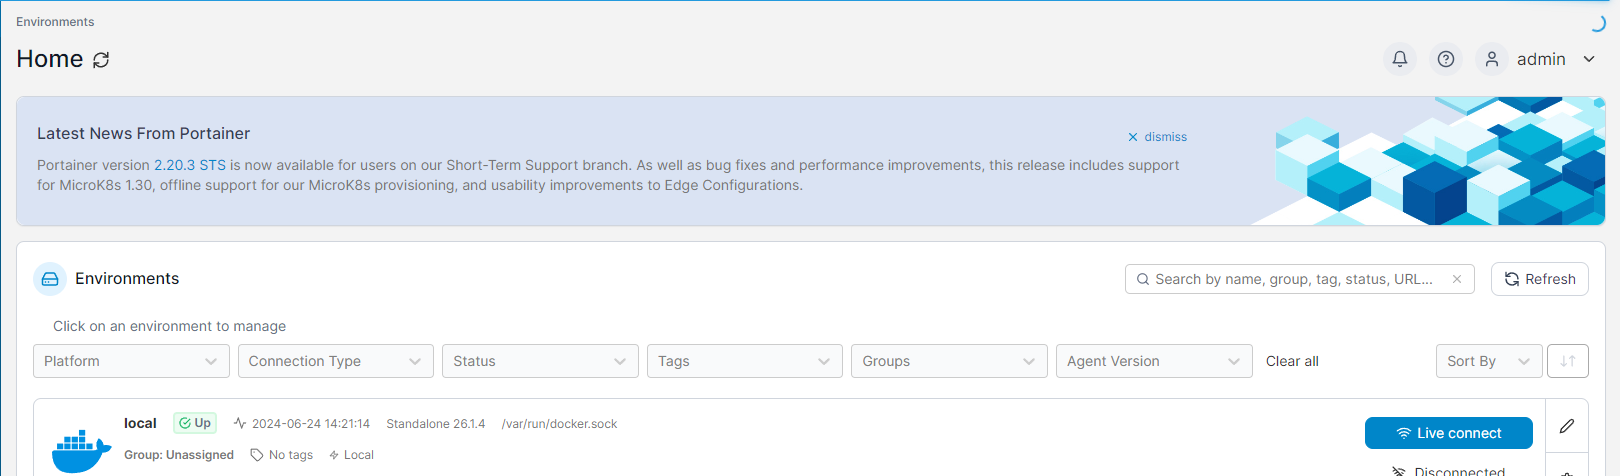 Environments
Home
admin
Latest News From Portainer
dismiss
Portainer version 2.20.3 STS is now available for users on our Short-Term Support branch. As well as bug fixes and performance improvements, this release includes support
for MicroK8s 1.30, offline support for our MicroK8s provisioning, and usability improvements to Edge Configurations.
Environments
Search by name, group, tag, status, URL...
Refresh
Click on an environment to manage
Platform
Connection Type
Status
Tags
Groups
Agent Version
Clear all
Sort By
local
Up
2024-06-24 14:21:14
Standalone 26.1.4
/var/run/docker.sock
Live connect
Group: Unassigned
No tags
Local
Disconnected